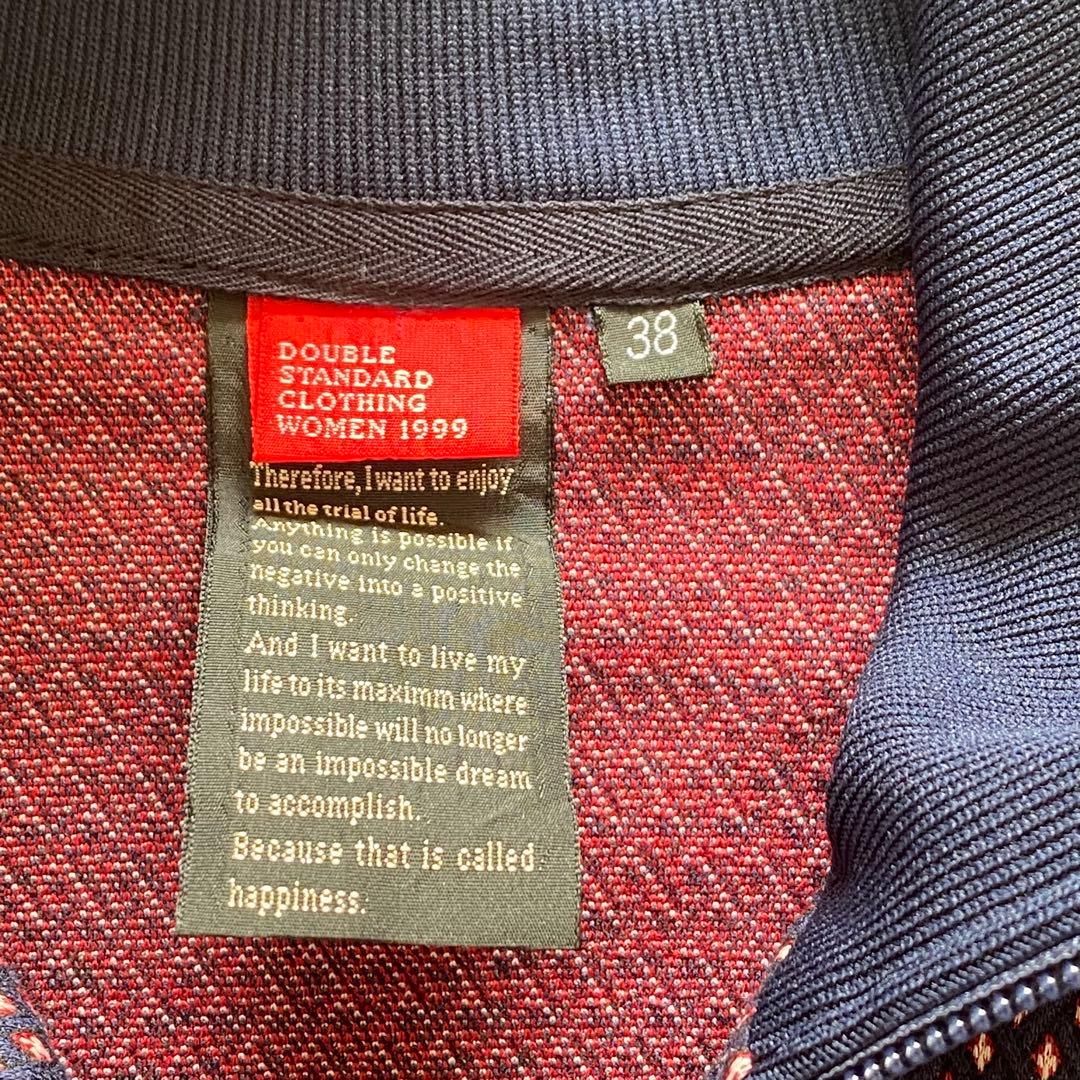 DOUBLE
STANDARD
CLOTHING
WOMEN 1999
38
Therefore, I want to enjoy
all the trial of life.
Anything is possible if
you can only change the
negative into a positive
thinking.
And I want to live my
life to its maximm where
impossible will no longer
be an impossible dream
to accomplish.
Because that is called
happiness.